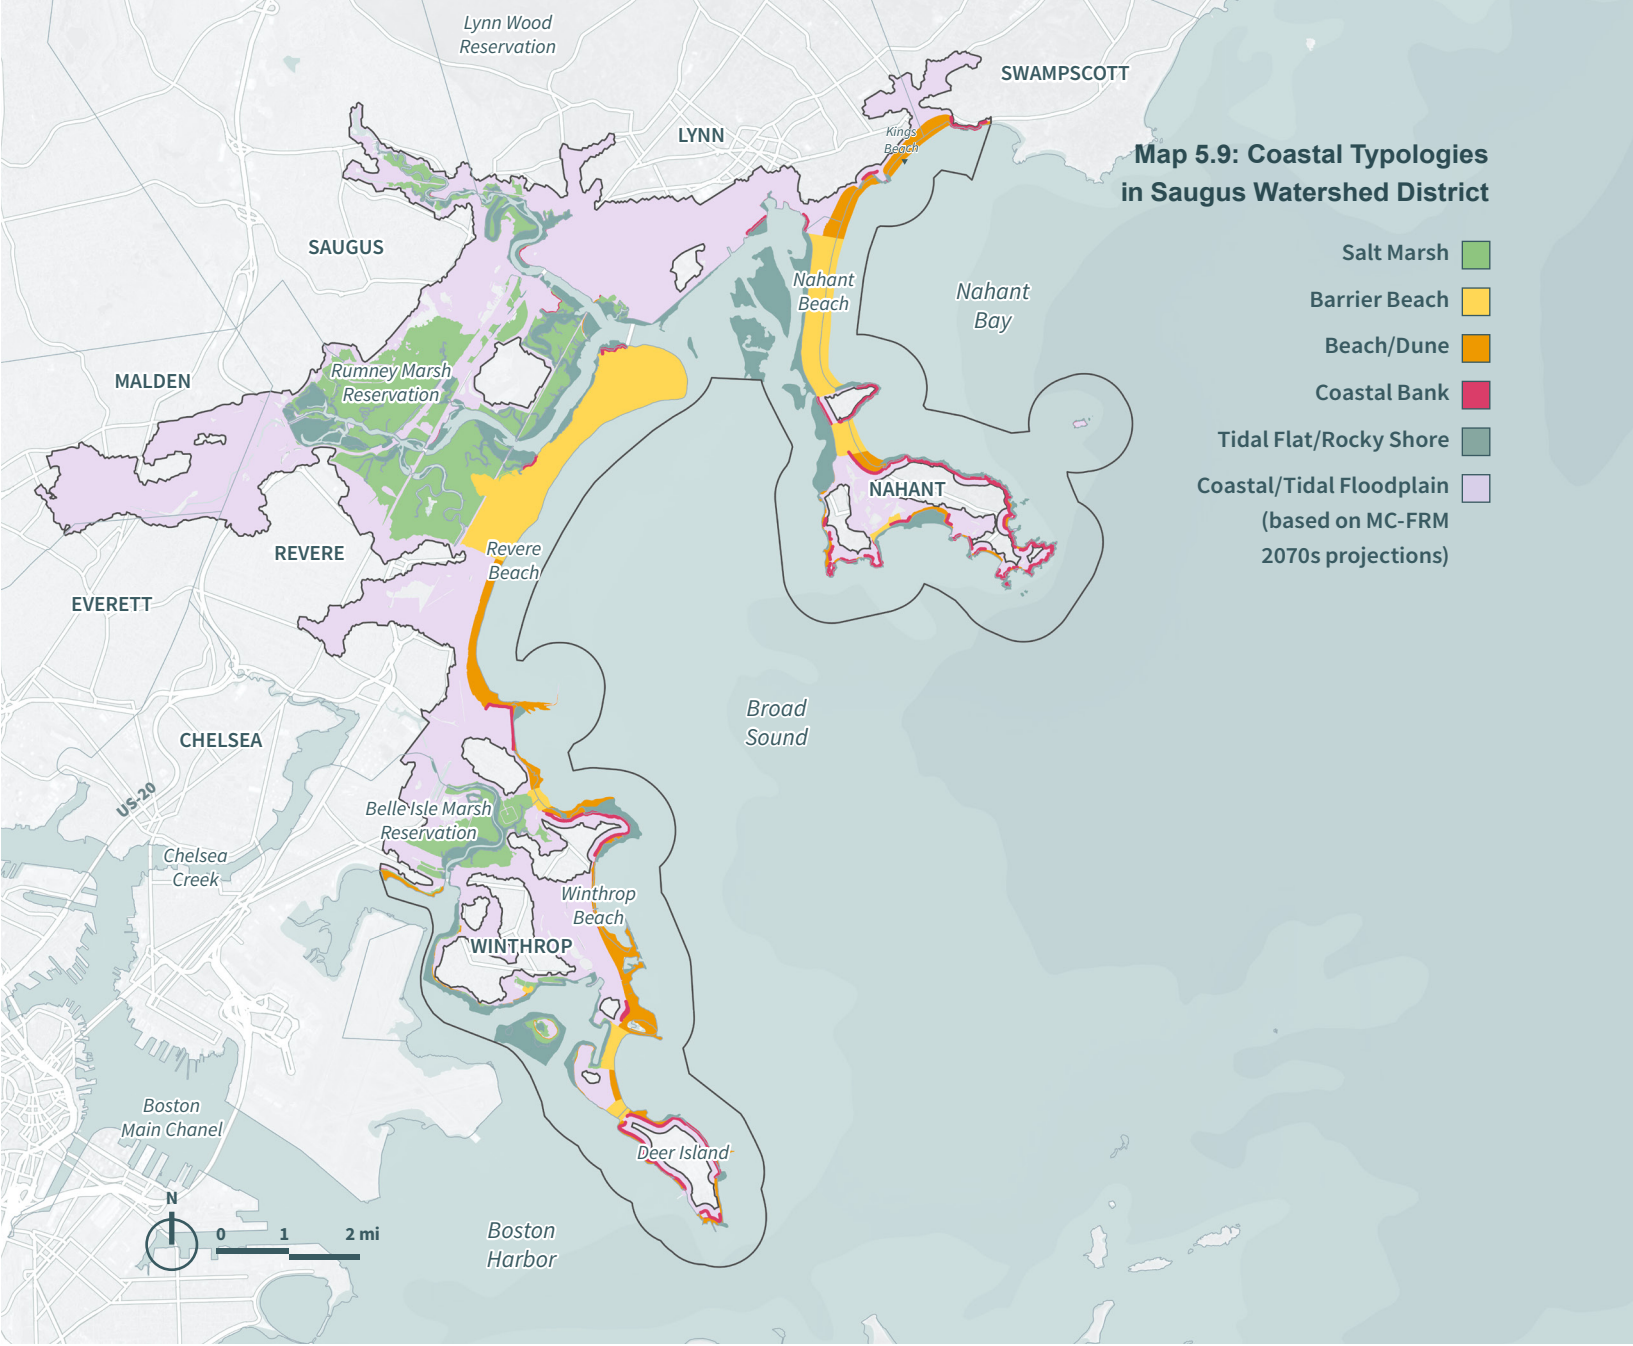 Lynn Wood
Reservation
SWAMPSCOTT
LYNN
Kings
Beach
Map 5.9: Coastal Typologies
in Saugus Watershed District
SAUGUS
Salt Marsh
Nahant
Beach
Nahant
Bay
Barrier Beach
Beach/Dune
MALDEN
Rumney Marsh
Reservation
Coastal Bank
Tidal Flat/Rocky Shore
NAHANT
Coastal/Tidal Floodplain
(based on MC-FRM
2070s projections)
REVERE
Revere
Beach
EVERETT
Broad
Sound
CHELSEA
US-20
Belle Isle Marsh
Reservation
Chelsea
Creek
Winthrop
Beach
WINTHROP
Boston
Main Chanel
Deer Island
N
0 1 2 mi
Boston
Harbor